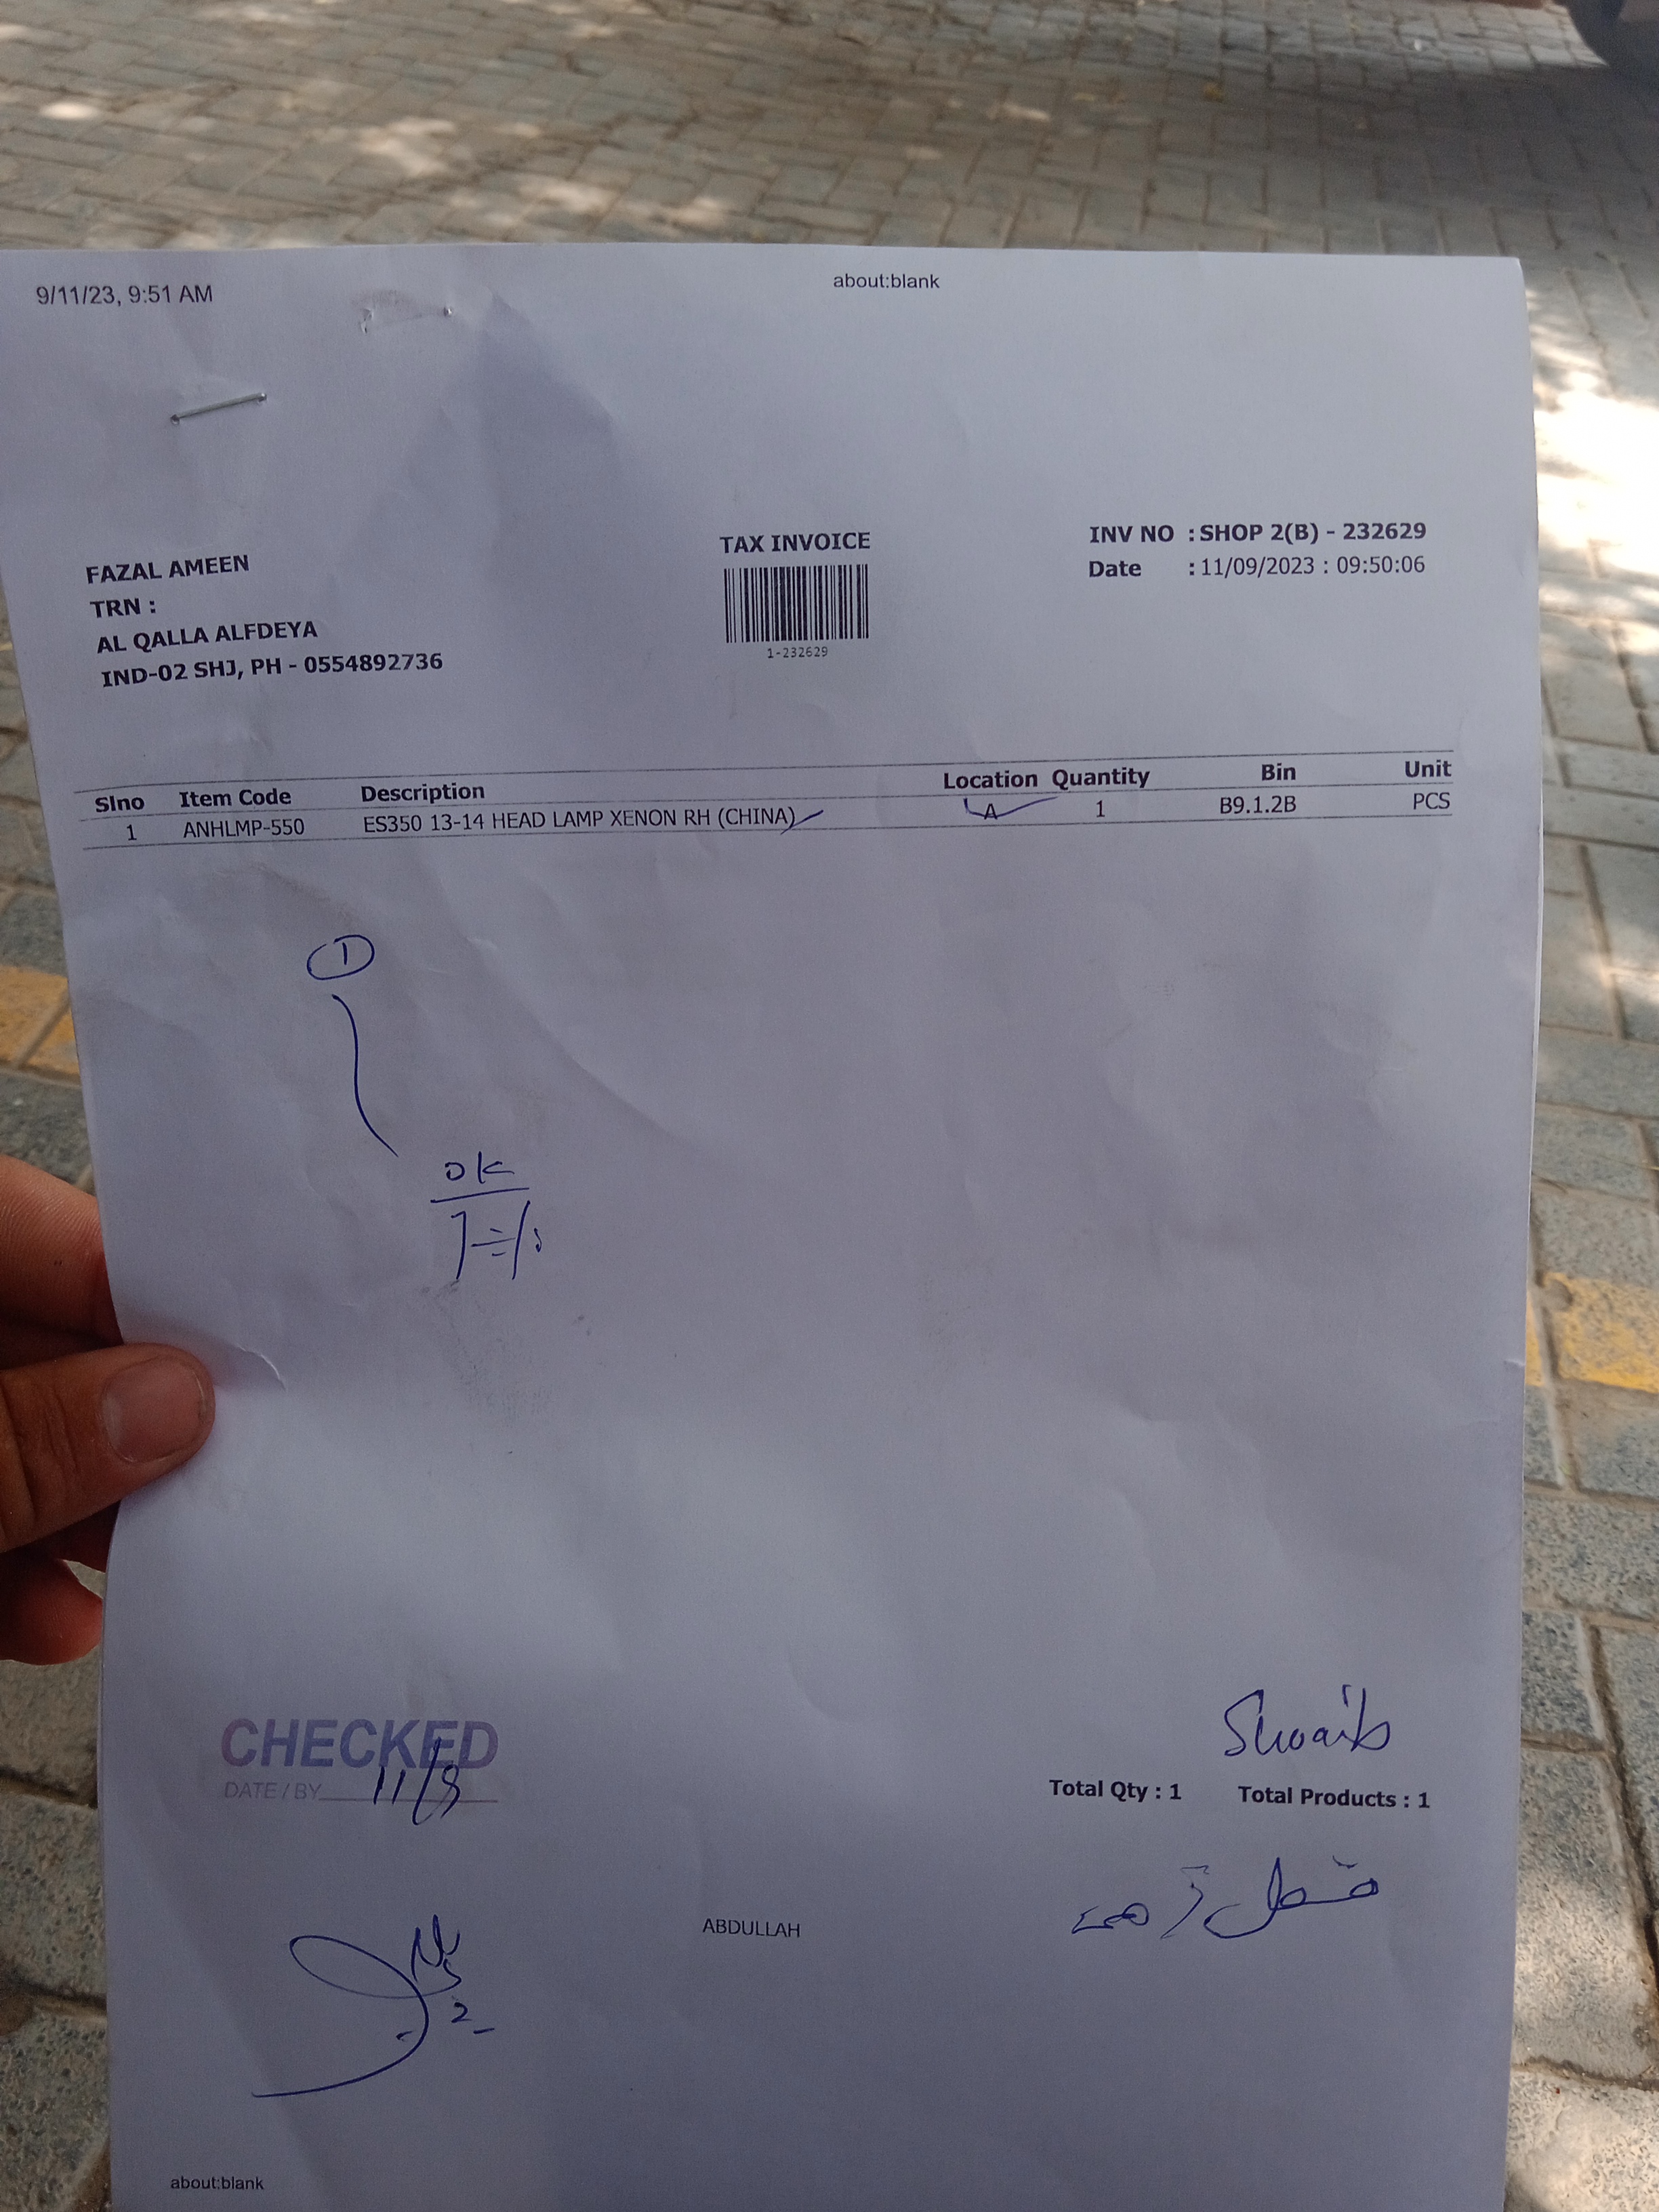 9/11/23, 9:51 AM
about:blank
FAZAL AMEEN
TRN :
AL QALLA ALFDEYA
IND-02 SHJ, PH - 0554892736
TAX INVOICE
1-232629
INV NO : SHOP 2(B) - 232629
Date : 11/09/2023 : 09:50:06
Slno Item Code Description Location Quantity Bin Unit
1 ANHLMP-550 ES350 13-14 HEAD LAMP XENON RH (CHINA) A 1 B9.1.2B PCS
1
OK
Shoaib
CHECKED
DATE / BY 11/9
Total Qty : 1 Total Products : 1
ABDULLAH
about:blank